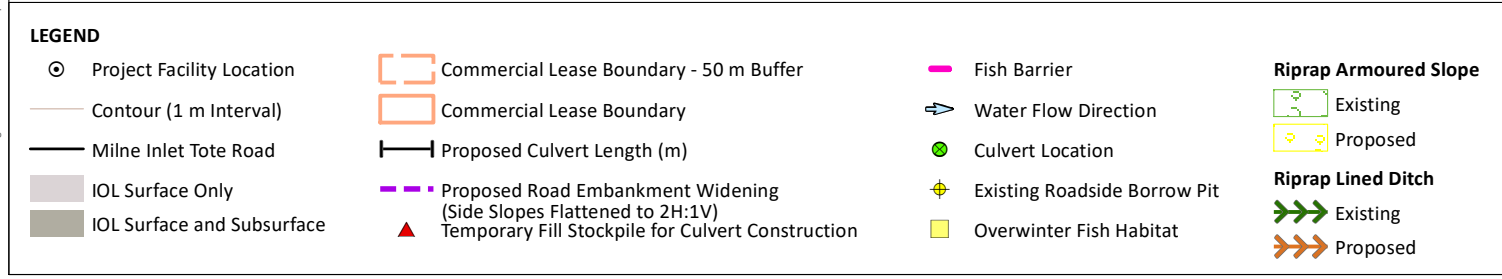 LEGEND
Project Facility Location
Contour (1 m Interval)
Milne Inlet Tote Road
IOL Surface Only
IOL Surface and Subsurface
Commercial Lease Boundary - 50 m Buffer
Commercial Lease Boundary
Proposed Culvert Length (m)
Proposed Road Embankment Widening
(Side Slopes Flattened to 2H:1V)
Temporary Fill Stockpile for Culvert Construction
Fish Barrier
Water Flow Direction
Culvert Location
Existing Roadside Borrow Pit
Overwinter Fish Habitat
Riprap Armoured Slope
Existing
Proposed
Riprap Lined Ditch
Existing
Proposed